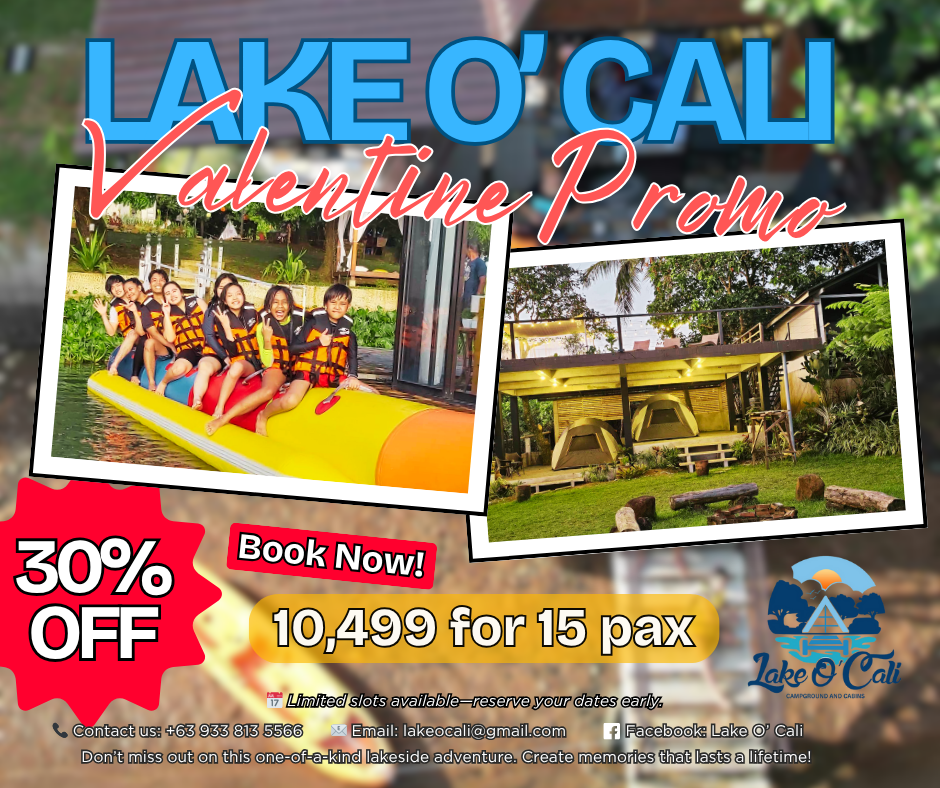 LAKE O' CALI
Valentine Promo
30%
OFF
Book Now!
10,499 for 15 pax
Lake O' Cali
CAMPGROUND AND CABINS
Limited slots available—reserve your dates early.
Contact us: +63 933 813 5566 Email: lakeocali@gmail.com Facebook: Lake O' Cali
Don't miss out on this one-of-a-kind lakeside adventure. Create memories that lasts a lifetime!